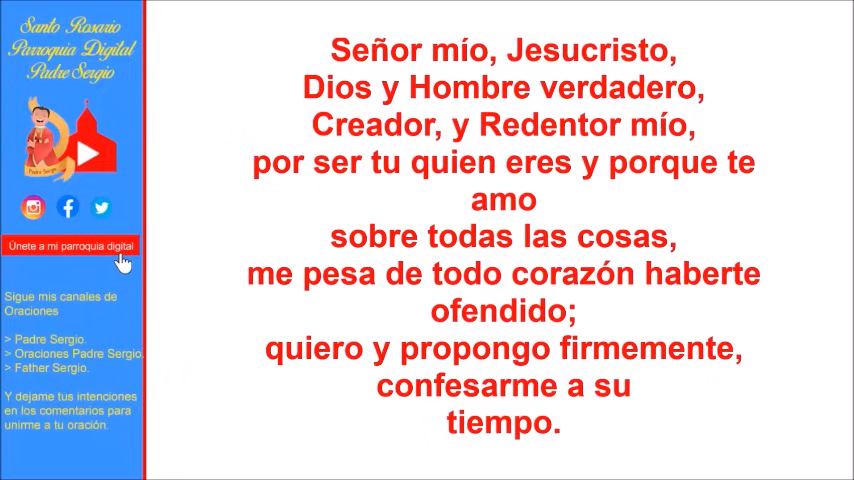 Santo Rosario
Parroquia Digital
Padre Sergio
Padre Sergio
Únete a mi parroquia digital
Sigue mis canales de
Oraciones
> Padre Sergio.
> Oraciones Padre Sergio.
> Father Sergio.
Y dejame tus intenciones
en los comentarios para
unirme a tu oración.
Señor mío, Jesucristo,
Dios y Hombre verdadero,
Creador, y Redentor mío,
por ser tu quien eres y porque te
amo
sobre todas las cosas,
me pesa de todo corazón haberte
ofendido;
quiero y propongo firmemente,
confesarme a su
tiempo.